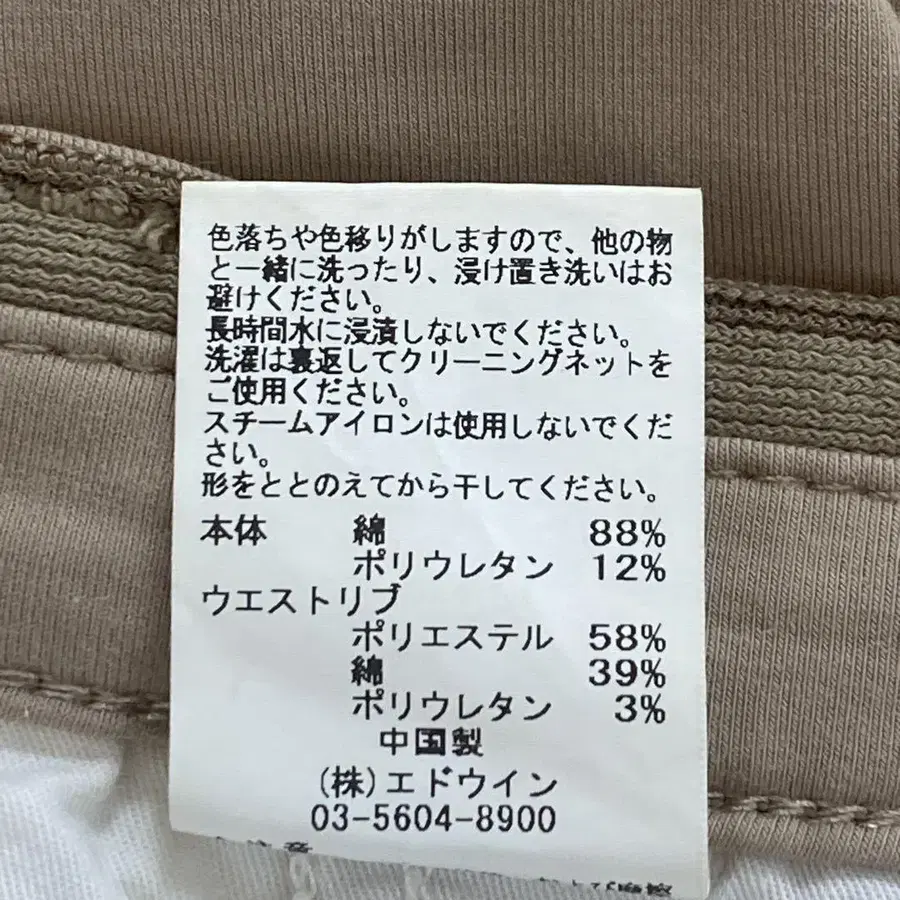 色落ちや色移りがしますので、他の物
と一緒に洗ったり、浸け置き洗いはお
避けください。
長時間水に浸漬しないでください。
洗濯は裏返してクリーニングネットを
ご使用ください。
スチームアイロンは使用しないでくだ
さい。
形をととのえてから干してください。
本体 綿 88%
ポリウレタン 12%
ウエストリブ
ポリエステル 58%
綿 39%
ポリウレタン 3%
中国製
(株)エドウイン
03-5604-8900